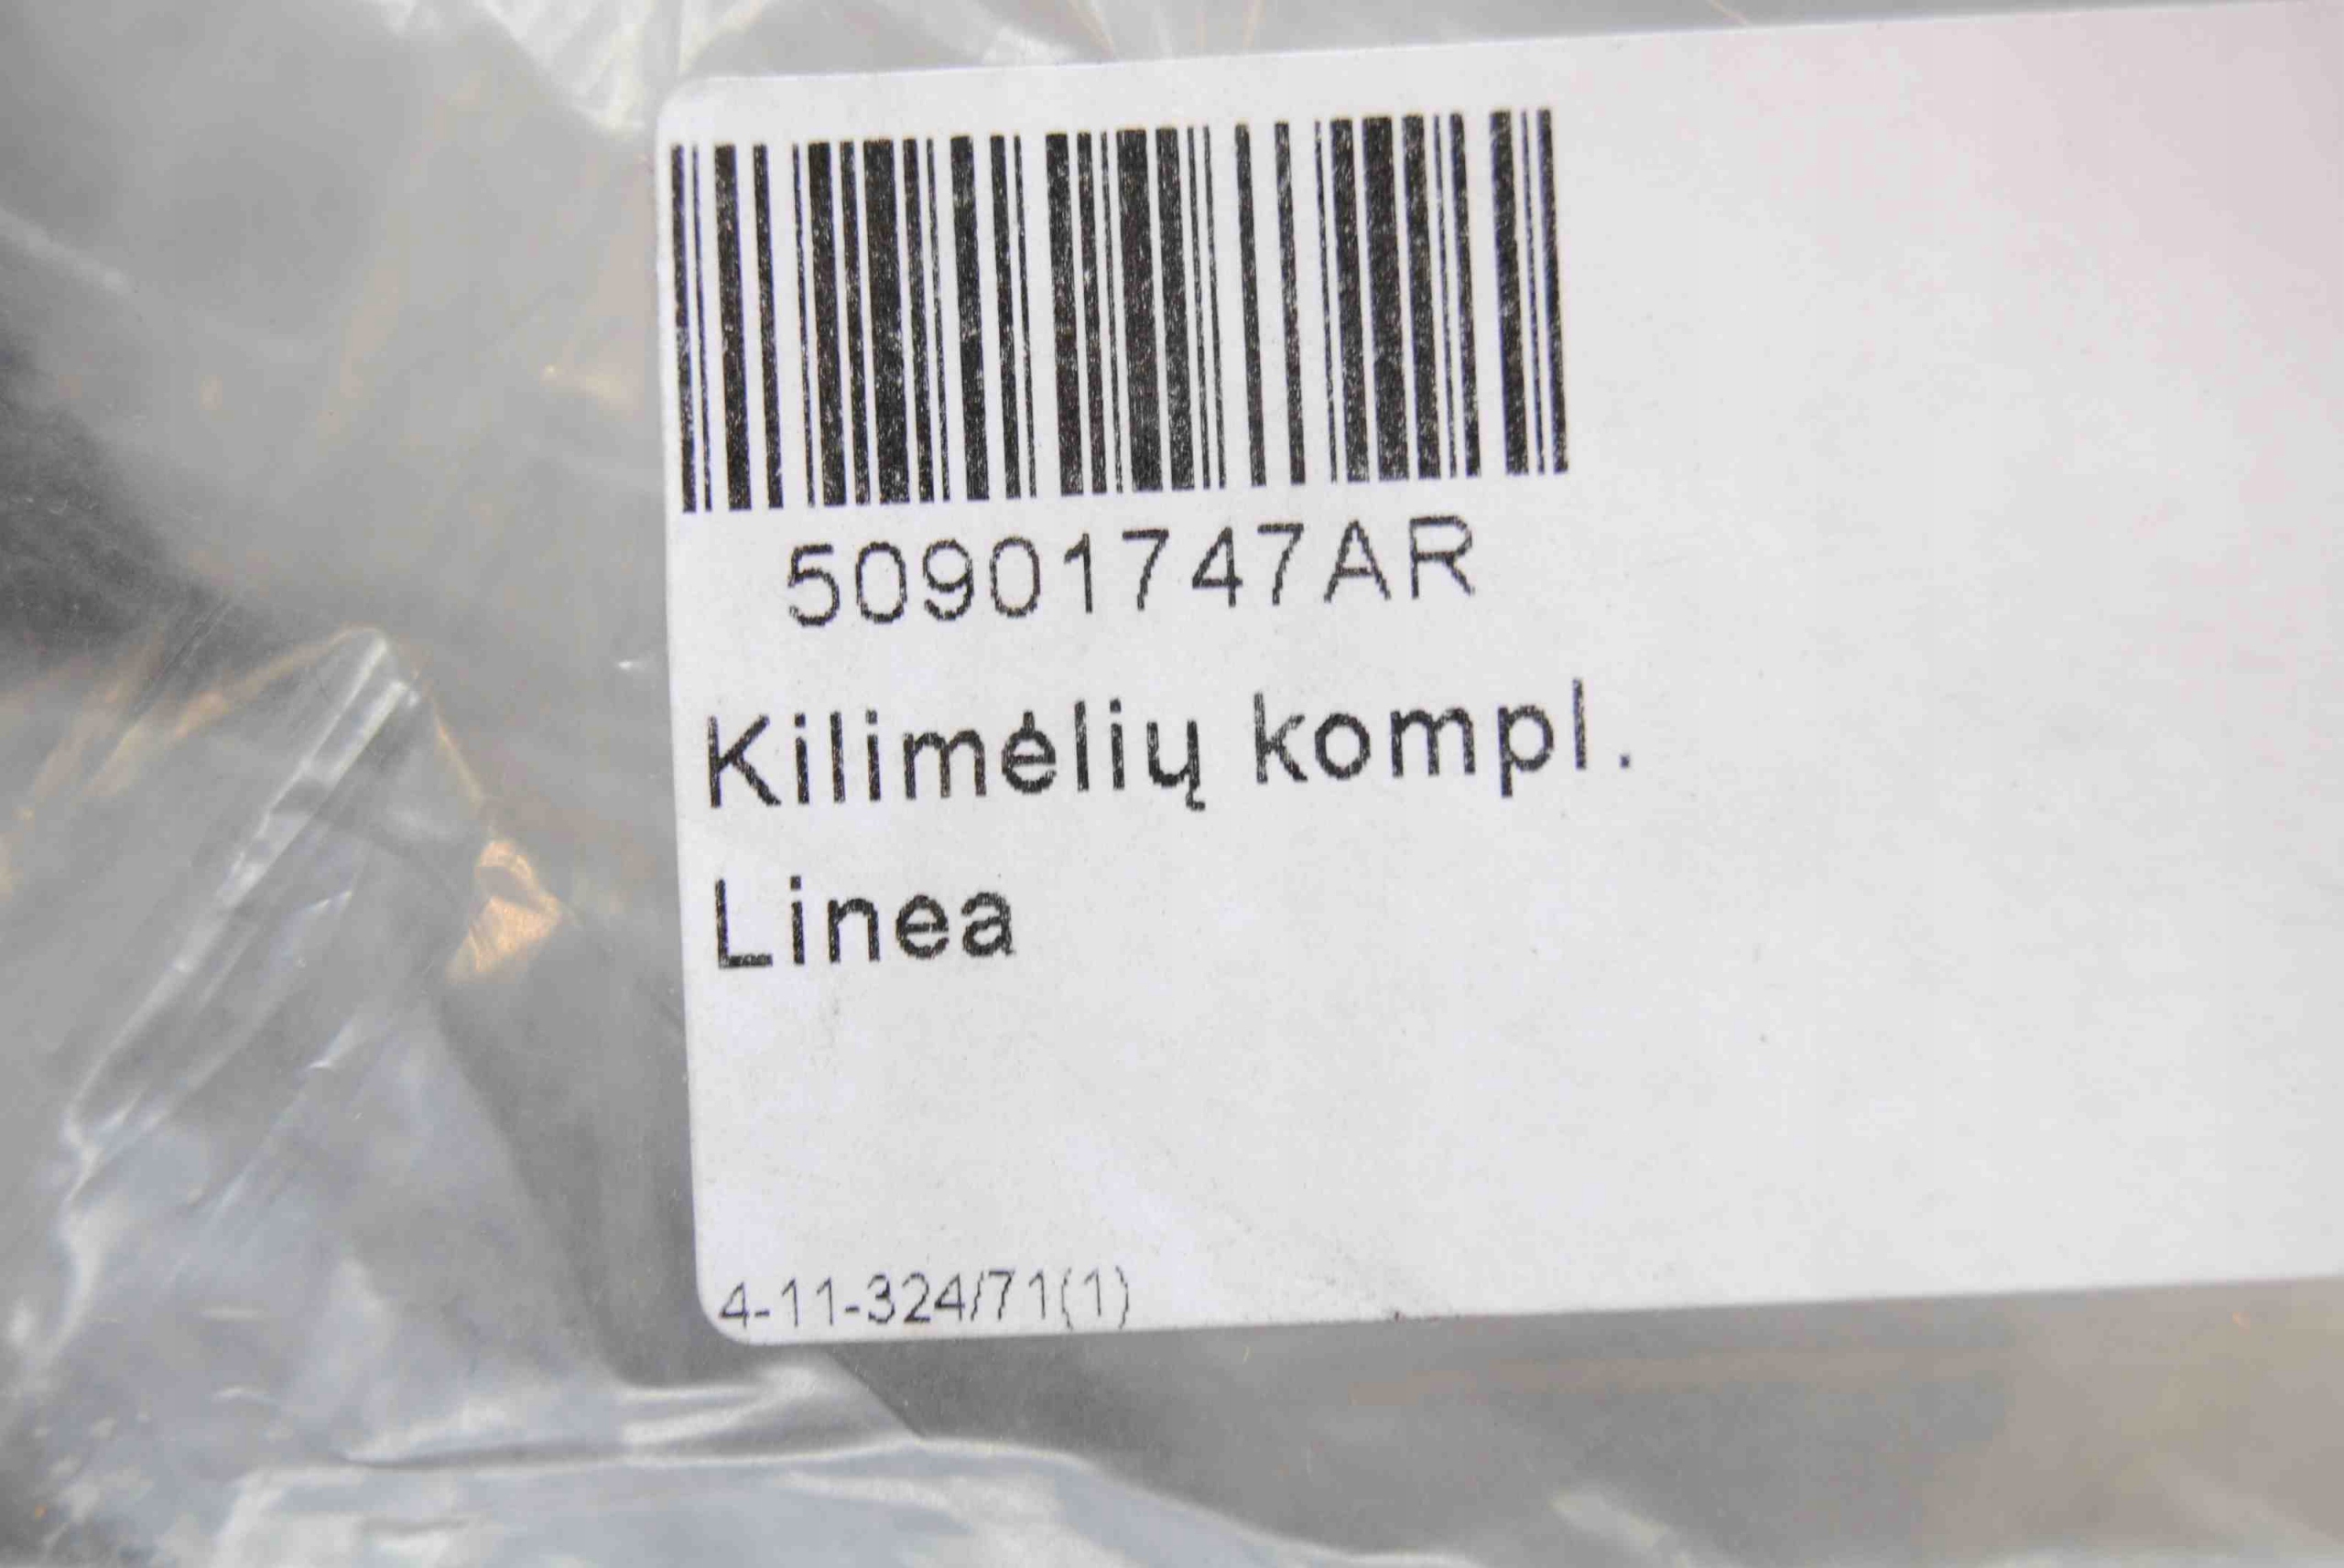 50901747AR
Kilimėlių kompl.
Linea
4-11-324/71(1)